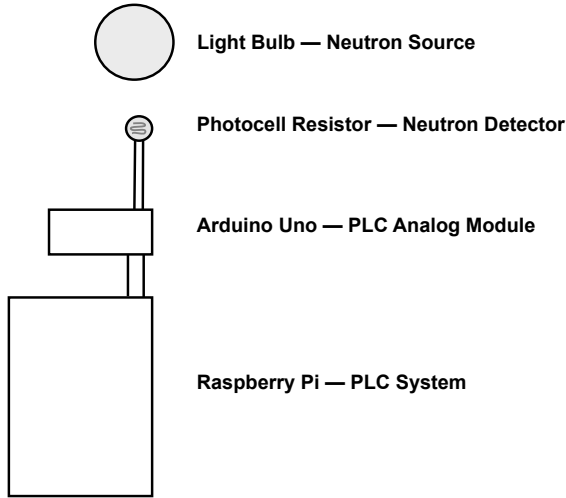 Light Bulb — Neutron Source
Photocell Resistor — Neutron Detector
Arduino Uno — PLC Analog Module
Raspberry Pi — PLC System